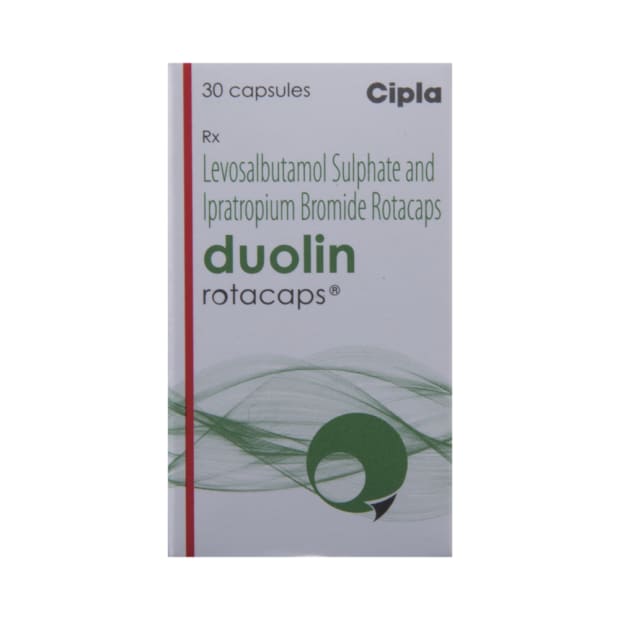 30 capsules
Cipla
Rx
Levosalbutamol Sulphate and
Ipratropium Bromide Rotacaps
duolin
rotacaps®